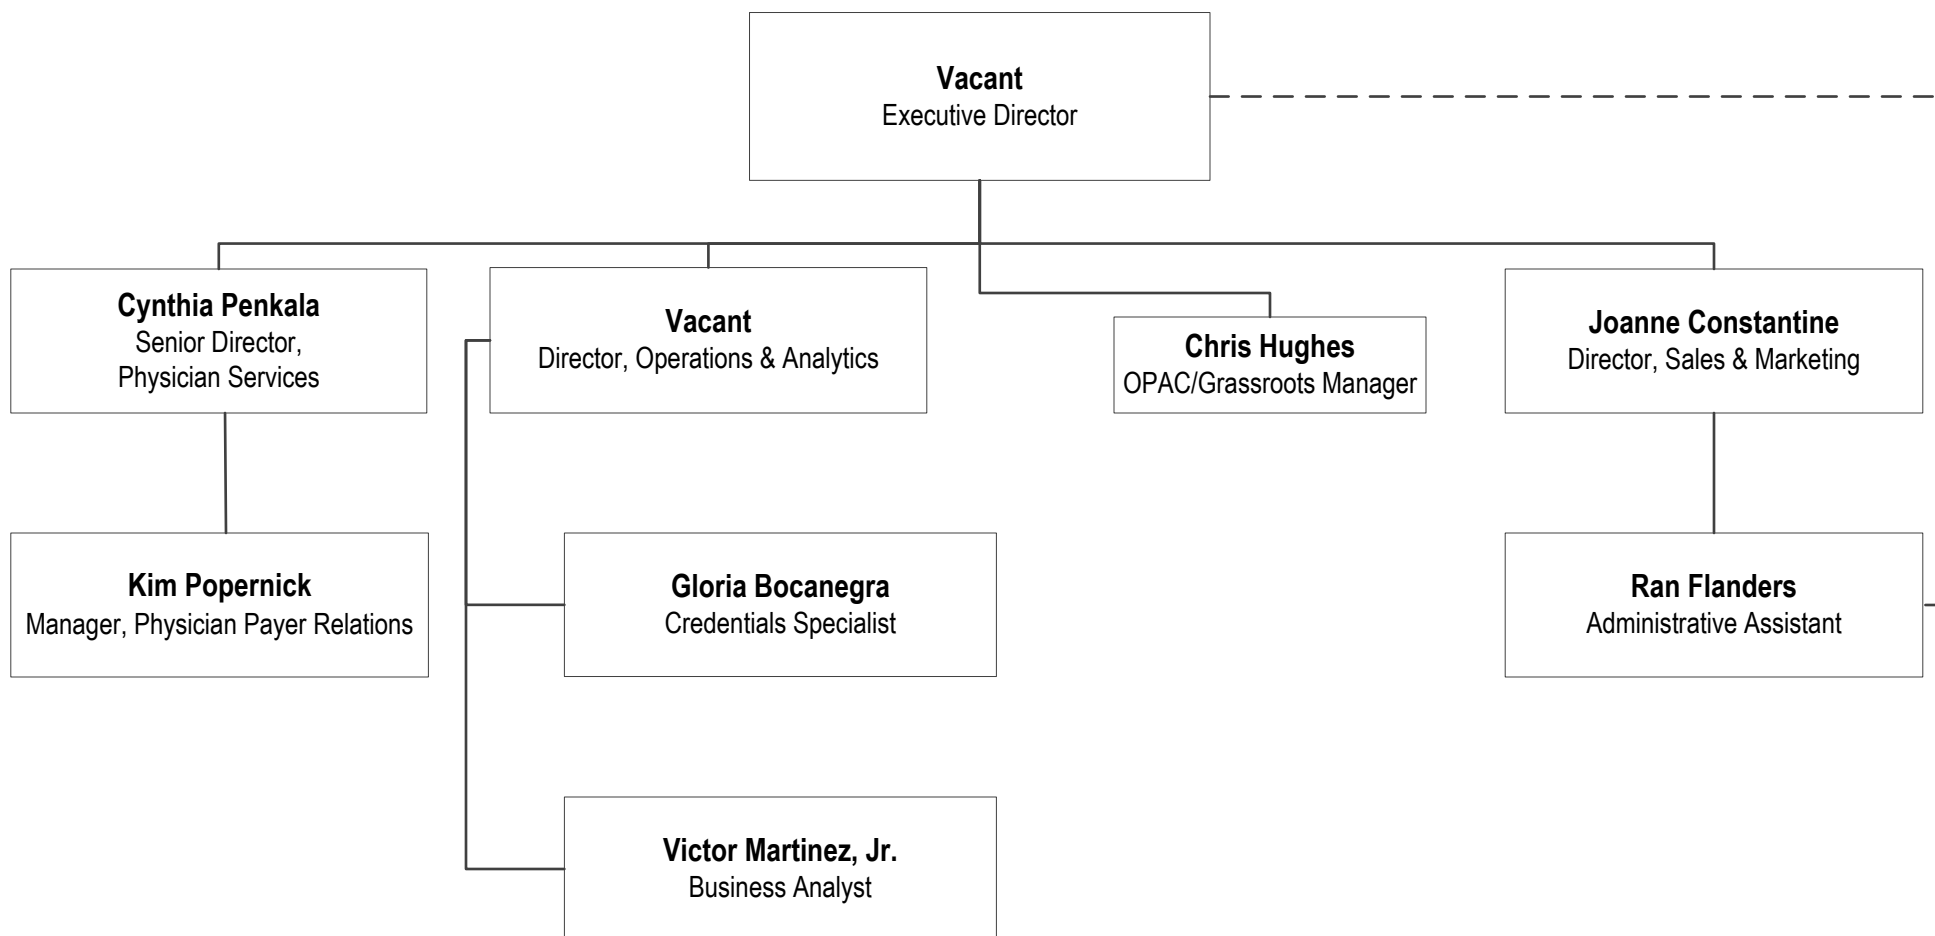 Vacant
Executive Director
Cynthia Penkala
Senior Director,
Physician Services
Vacant
Director, Operations & Analytics
Chris Hughes
OPAC/Grassroots Manager
Joanne Constantine
Director, Sales & Marketing
Kim Popernick
Manager, Physician Payer Relations
Gloria Bocanegra
Credentials Specialist
Ran Flanders
Administrative Assistant
Victor Martinez, Jr.
Business Analyst